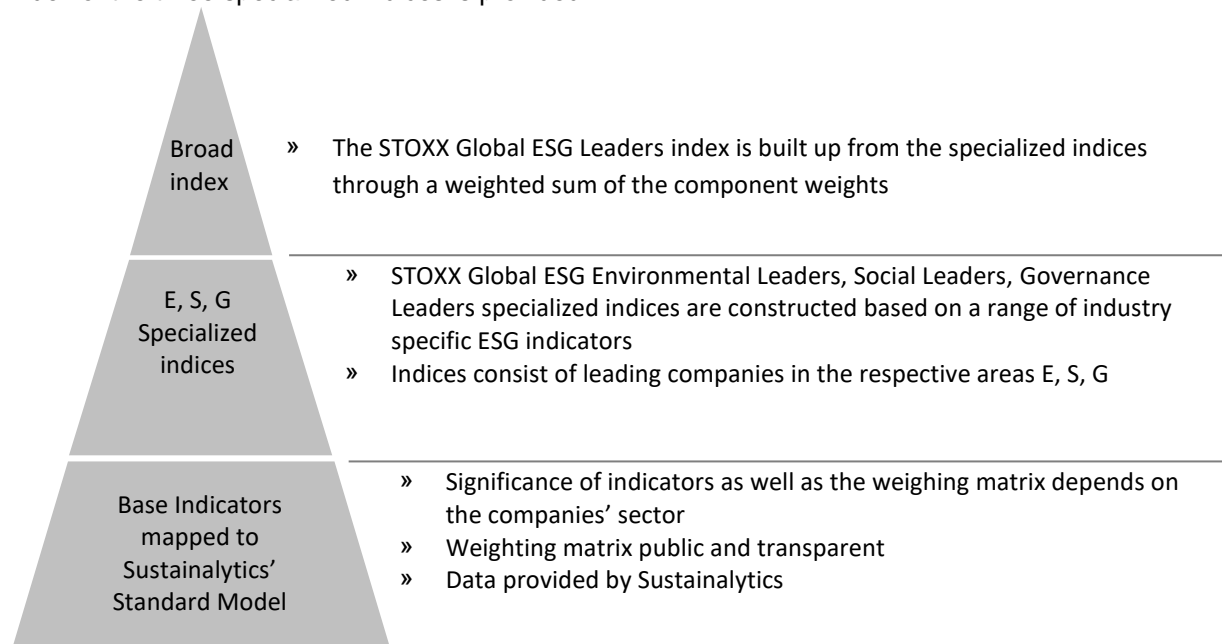 Broad
index
» The STOXX Global ESG Leaders index is built up from the specialized indices
through a weighted sum of the component weights
E, S, G
Specialized
indices
» STOXX Global ESG Environmental Leaders, Social Leaders, Governance
Leaders specialized indices are constructed based on a range of industry
specific ESG indicators
» Indices consist of leading companies in the respective areas E, S, G
Base Indicators
mapped to
Sustainalytics’
Standard Model
» Significance of indicators as well as the weighing matrix depends on
the companies’ sector
» Weighting matrix public and transparent
» Data provided by Sustainalytics